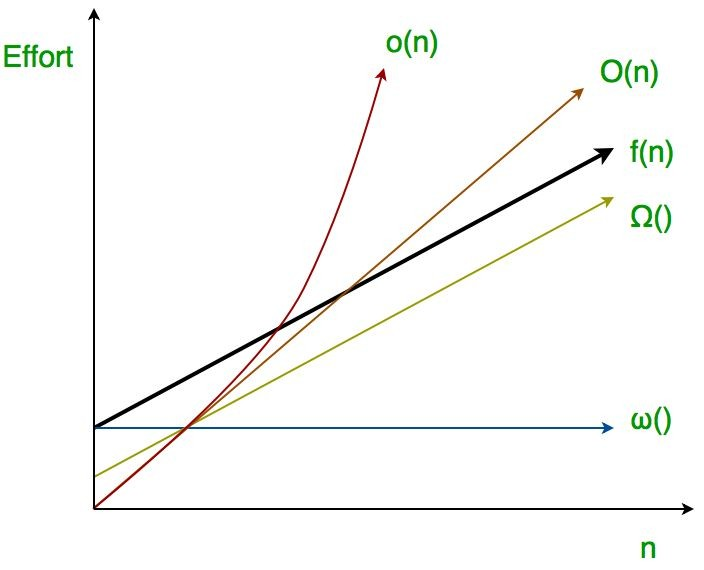 o(n)
Effort
O(n)
f(n)
Ω()
ω()
n